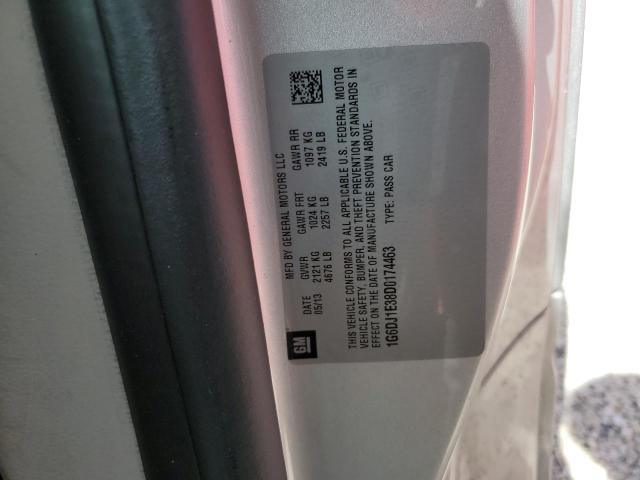 GM
MFD BY GENERAL MOTORS LLC
DATE GVWR GAWR FRT GAWR RR
05/13 2121 KG 1024 KG 1097 KG
4676 LB 2257 LB 2419 LB
THIS VEHICLE CONFORMS TO ALL APPLICABLE U.S. FEDERAL MOTOR
VEHICLE SAFETY, BUMPER, AND THEFT PREVENTION STANDARDS IN
EFFECT ON THE DATE OF MANUFACTURE SHOWN ABOVE.
1G6DJ1E38D0174463 TYPE: PASS CAR